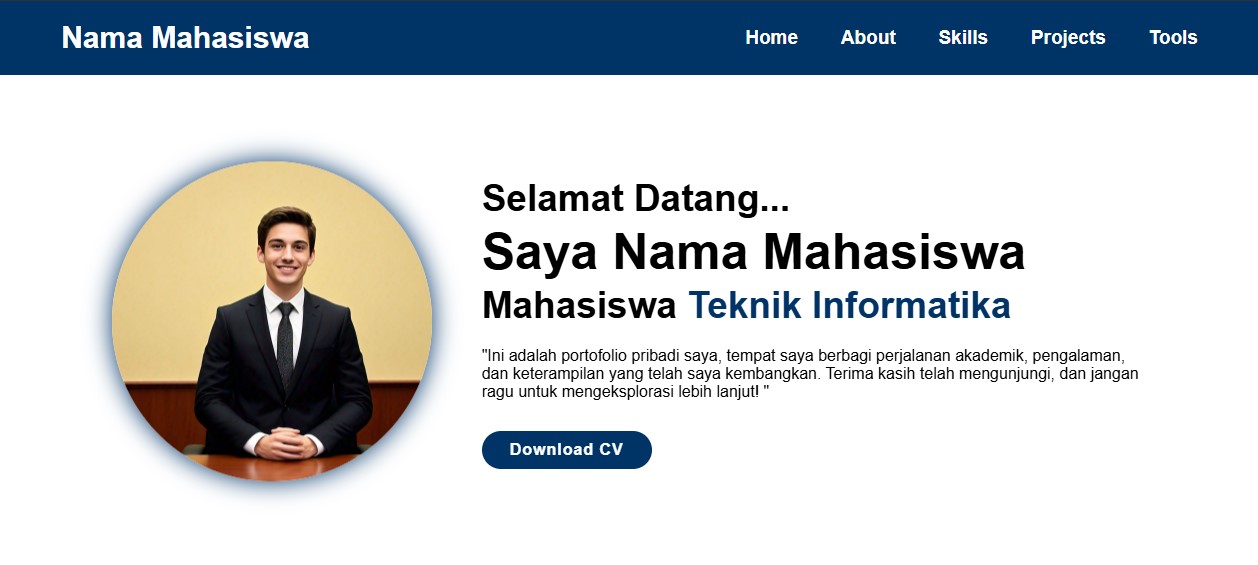 Nama Mahasiswa
Home About Skills Projects Tools
Selamat Datang...
Saya Nama Mahasiswa
Mahasiswa Teknik Informatika
"Ini adalah portofolio pribadi saya, tempat saya berbagi perjalanan akademik, pengalaman,
dan keterampilan yang telah saya kembangkan. Terima kasih telah mengunjungi, dan jangan
ragu untuk mengeksplorasi lebih lanjut! "
Download CV